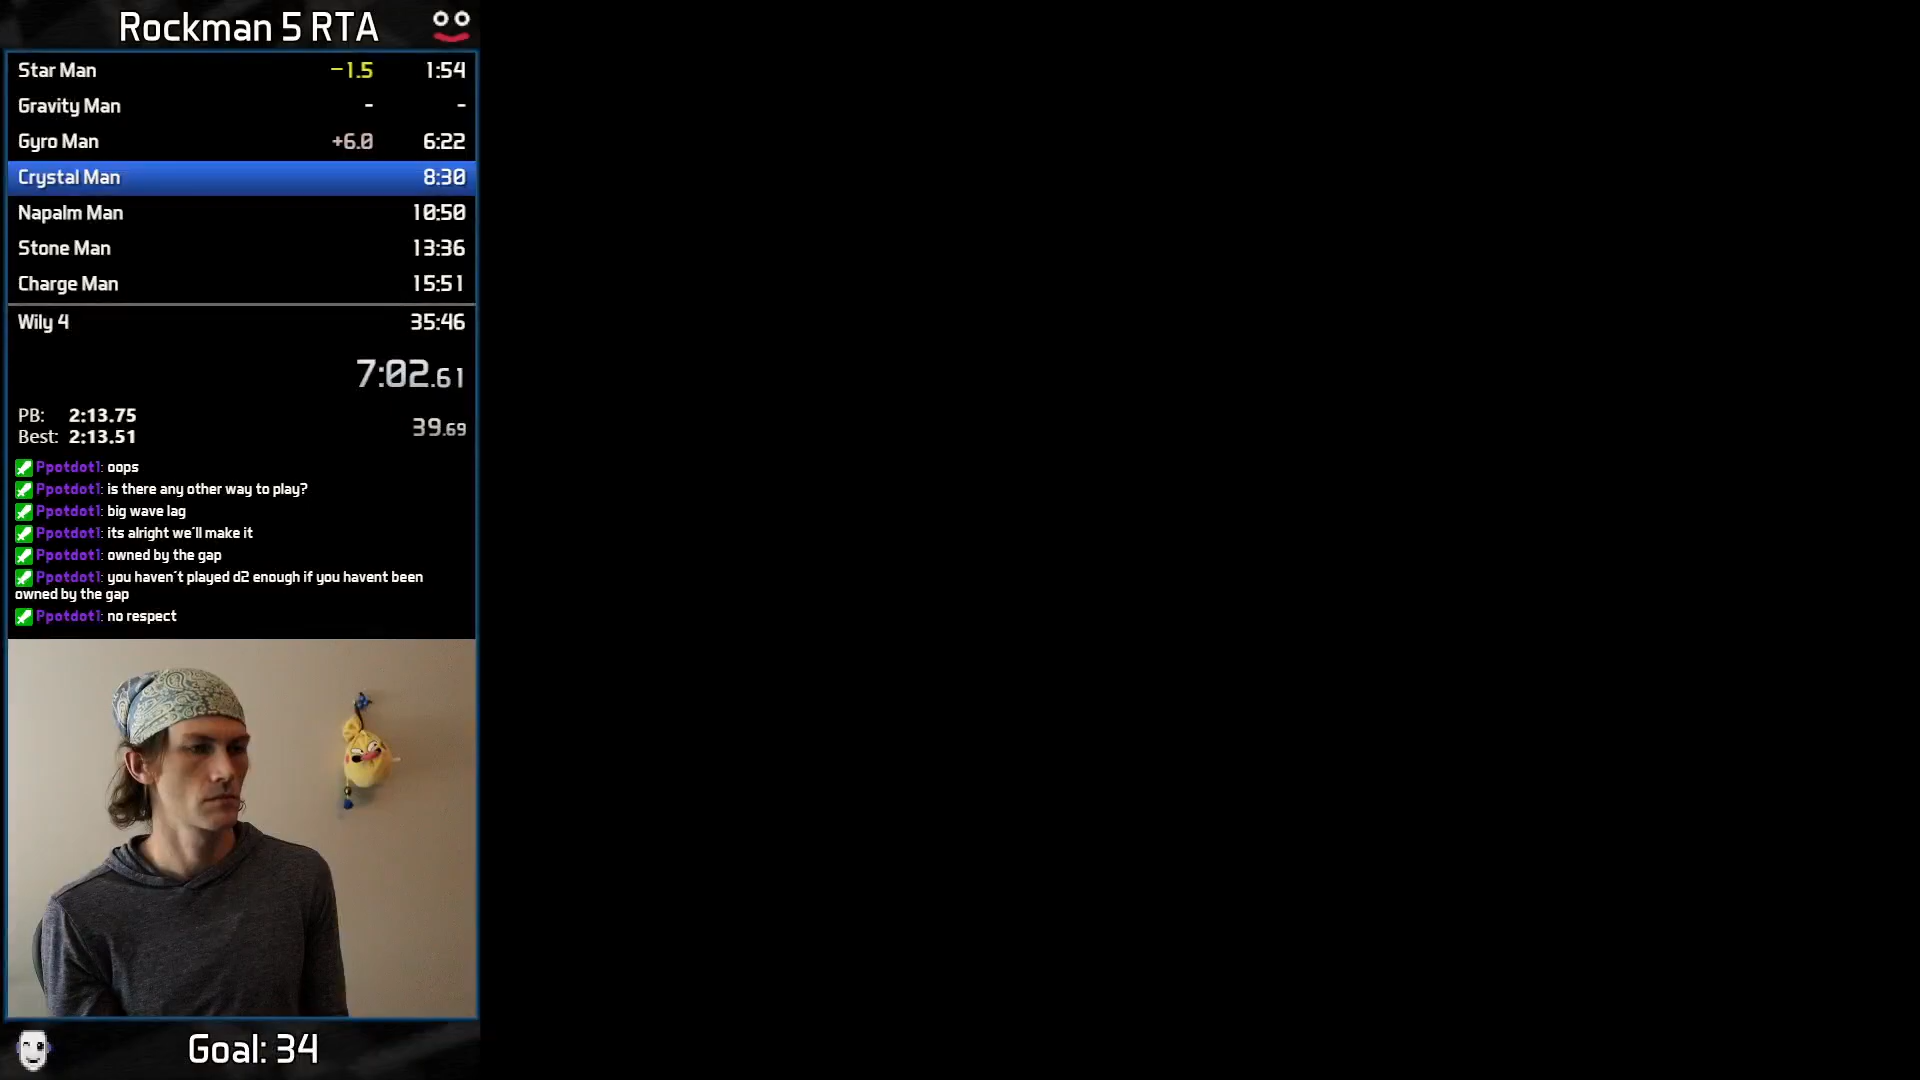 Rockman 5 RTA
Star Man −1.5 1:54
Gravity Man - -
Gyro Man +6.0 6:22
Crystal Man 8:30
Napalm Man 10:50
Stone Man 13:36
Charge Man 15:51
Wily 4 35:46
7:02.61
PB: 2:13.75
39.69
Best: 2:13.51
Ppotdot1: oops
Ppotdot1: is there any other way to play?
Ppotdot1: big wave lag
Ppotdot1: its alright we'll make it
Ppotdot1: owned by the gap
Ppotdot1: you haven't played d2 enough if you havent been
owned by the gap
Ppotdot1: no respect
Goal: 34